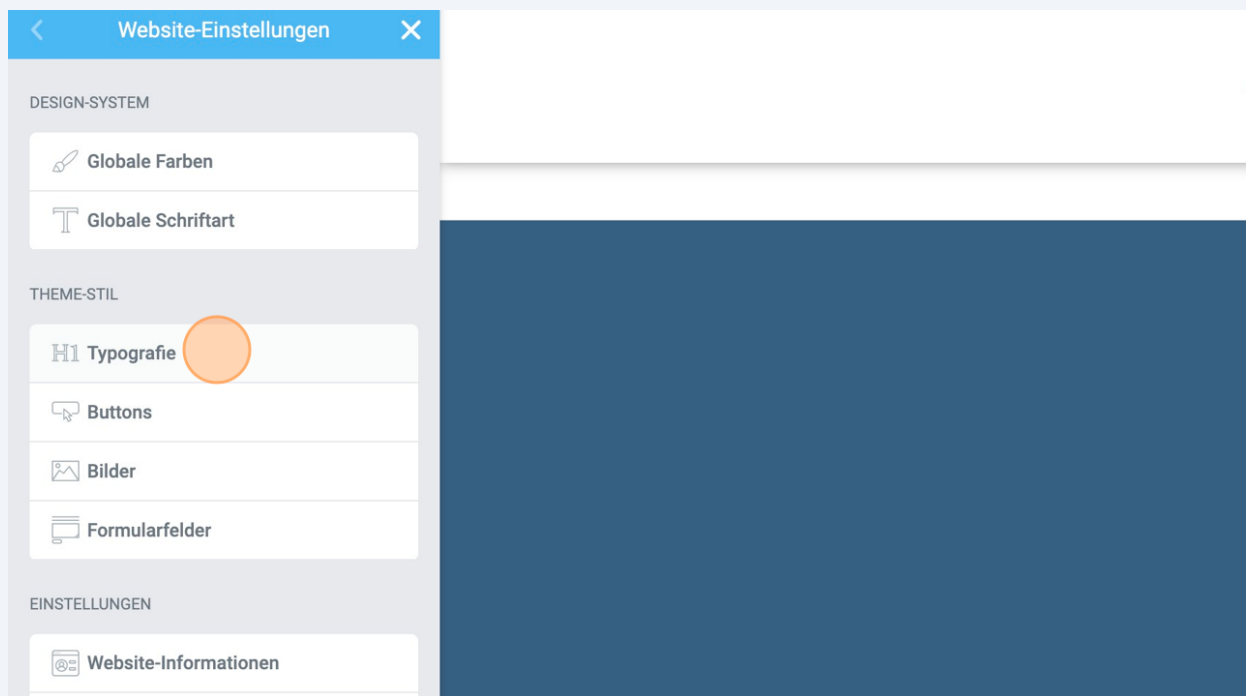 Website-Einstellungen
DESIGN-SYSTEM
Globale Farben
Globale Schriftart
THEME-STIL
H1 Typografie
Buttons
Bilder
Formularfelder
EINSTELLUNGEN
Website-Informationen